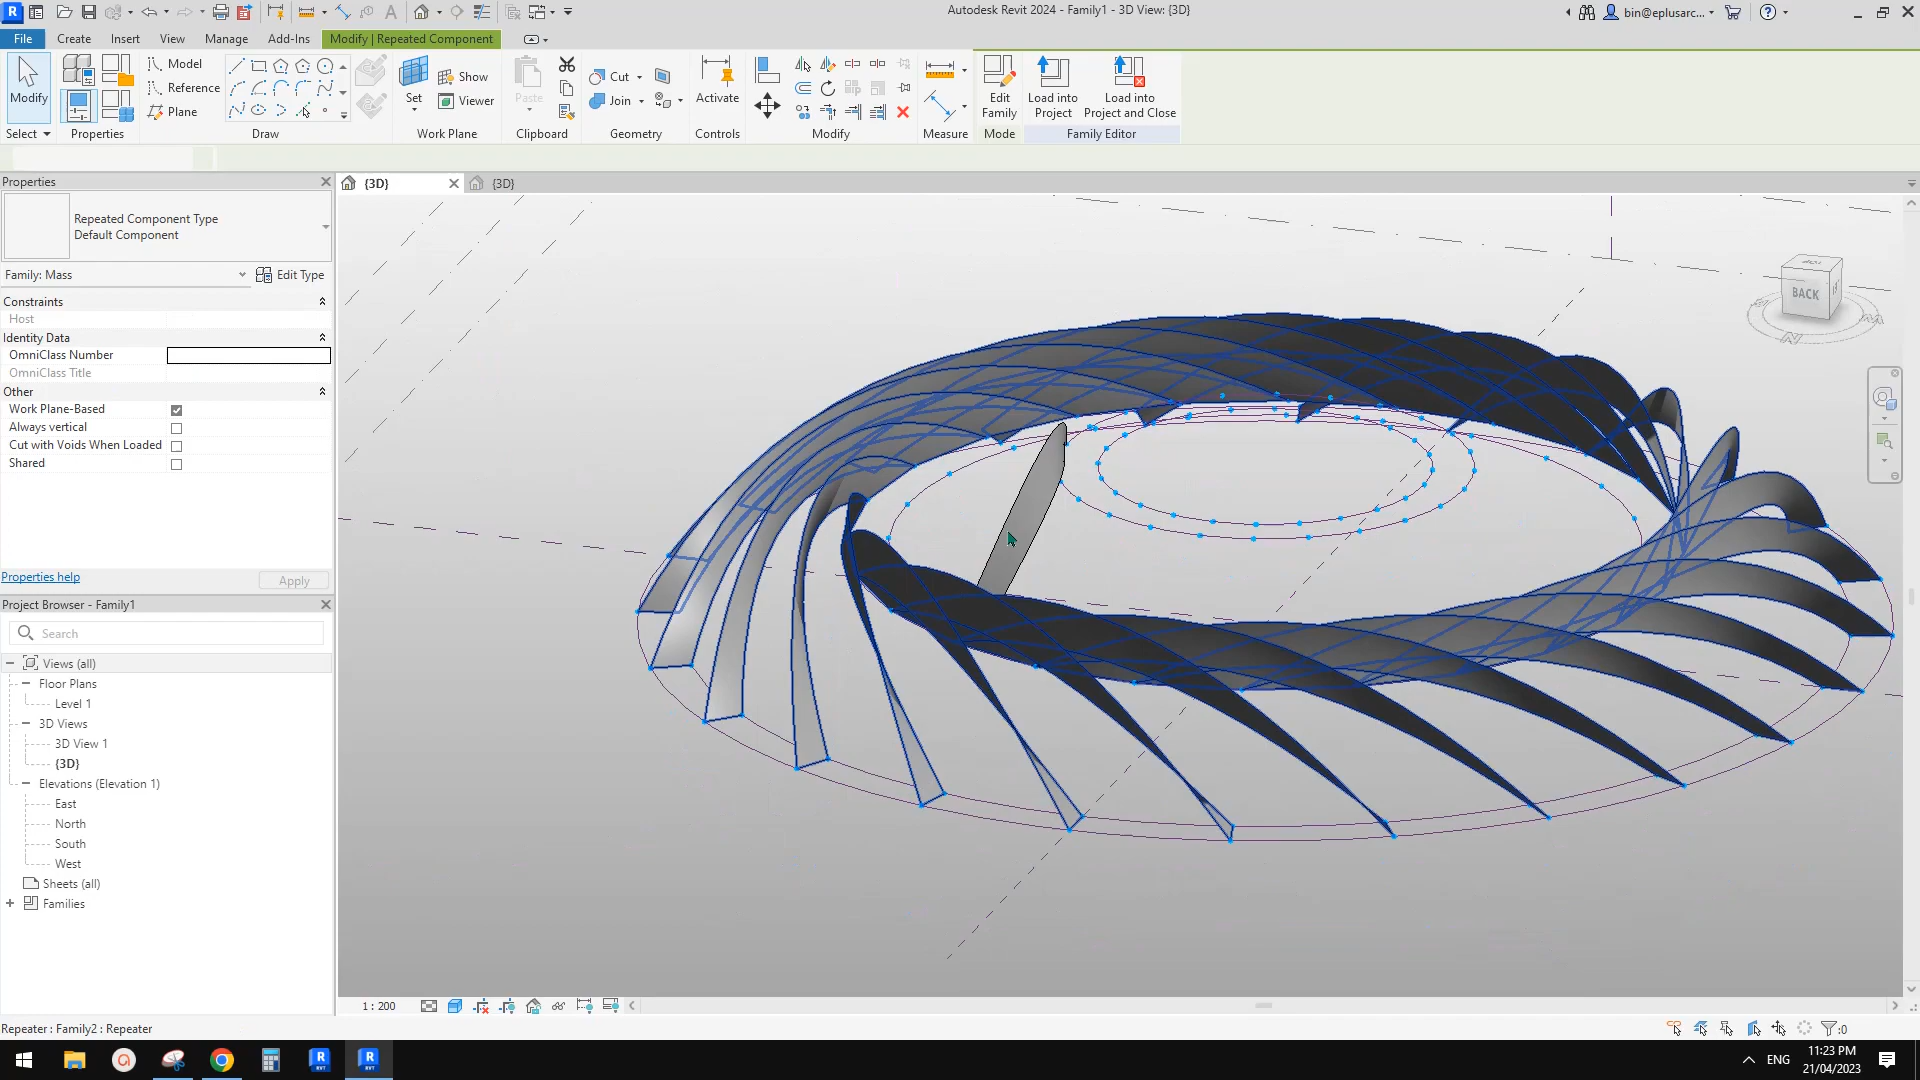 Autodesk Revit 2024 - Family1 - 3D View: {3D}
bin@eplusarc...
File
Create
Insert
View
Manage
Add-Ins
Modify | Repeated Component
Modify
Select
Properties
Model
Reference
Plane
Draw
Set
Show
Viewer
Work Plane
Paste
Clipboard
Cut
Join
Geometry
Activate
Controls
Modify
Measure
Edit
Family
Mode
Load into
Project
Load into
Project and Close
Family Editor
Properties
Repeated Component Type
Default Component
Family: Mass
Edit Type
Constraints
Host
Identity Data
OmniClass Number
OmniClass Title
Other
Work Plane-Based
Always vertical
Cut with Voids When Loaded
Shared
Properties help
Apply
Project Browser - Family1
Search
Views (all)
Floor Plans
Level 1
3D Views
3D View 1
{3D}
Elevations (Elevation 1)
East
North
South
West
Sheets (all)
Families
{3D}
{3D}
BACK
N
1 : 200
Repeater : Family2 : Repeater
:0
ENG
11:23 PM
21/04/2023